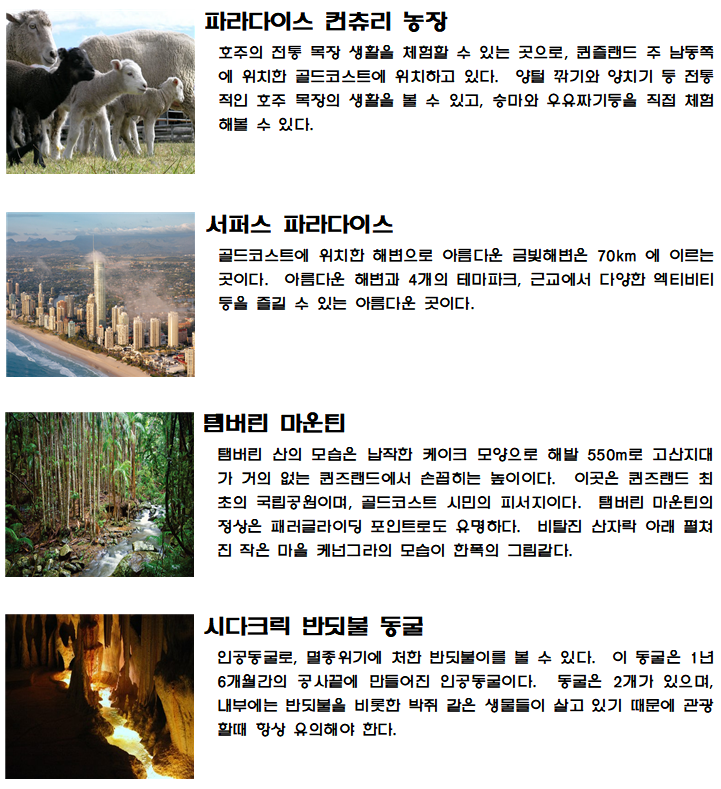 파라다이스 컨츄리 농장
호주의 전통 목장 생활을 체험할 수 있는 곳으로, 퀸즐랜드 주 남동쪽
에 위치한 골드코스트에 위치하고 있다. 양털 깎기와 양치기 등 전통
적인 호주 목장의 생활을 볼 수 있고, 승마와 우유짜기등을 직접 체험
해볼 수 있다.
서퍼스 파라다이스
골드코스트에 위치한 해변으로 아름다운 금빛해변은 70km 에 이르는
곳이다. 아름다운 해변과 4개의 테마파크, 근교에서 다양한 엑티비티
등을 즐길 수 있는 아름다운 곳이다.
탬버린 마운틴
탬버린 산의 모습은 납작한 케이크 모양으로 해발 550m로 고산지대
가 거의 없는 퀸즈랜드에서 손꼽히는 높이이다. 이곳은 퀸즈랜드 최
초의 국립공원이며, 골드코스트 시민의 피서지이다. 탬버린 마운틴의
정상은 패러글라이딩 포인트로도 유명하다. 비탈진 산자락 아래 펼쳐
진 작은 마을 케넌그라의 모습이 한폭의 그림같다.
시다크릭 반딧불 동굴
인공동굴로, 멸종위기에 처한 반딧불이를 볼 수 있다. 이 동굴은 1년
6개월간의 공사끝에 만들어진 인공동굴이다. 동굴은 2개가 있으며,
내부에는 반딧불을 비롯한 박쥐 같은 생물들이 살고 있기 때문에 관광
할때 항상 유의해야 한다.